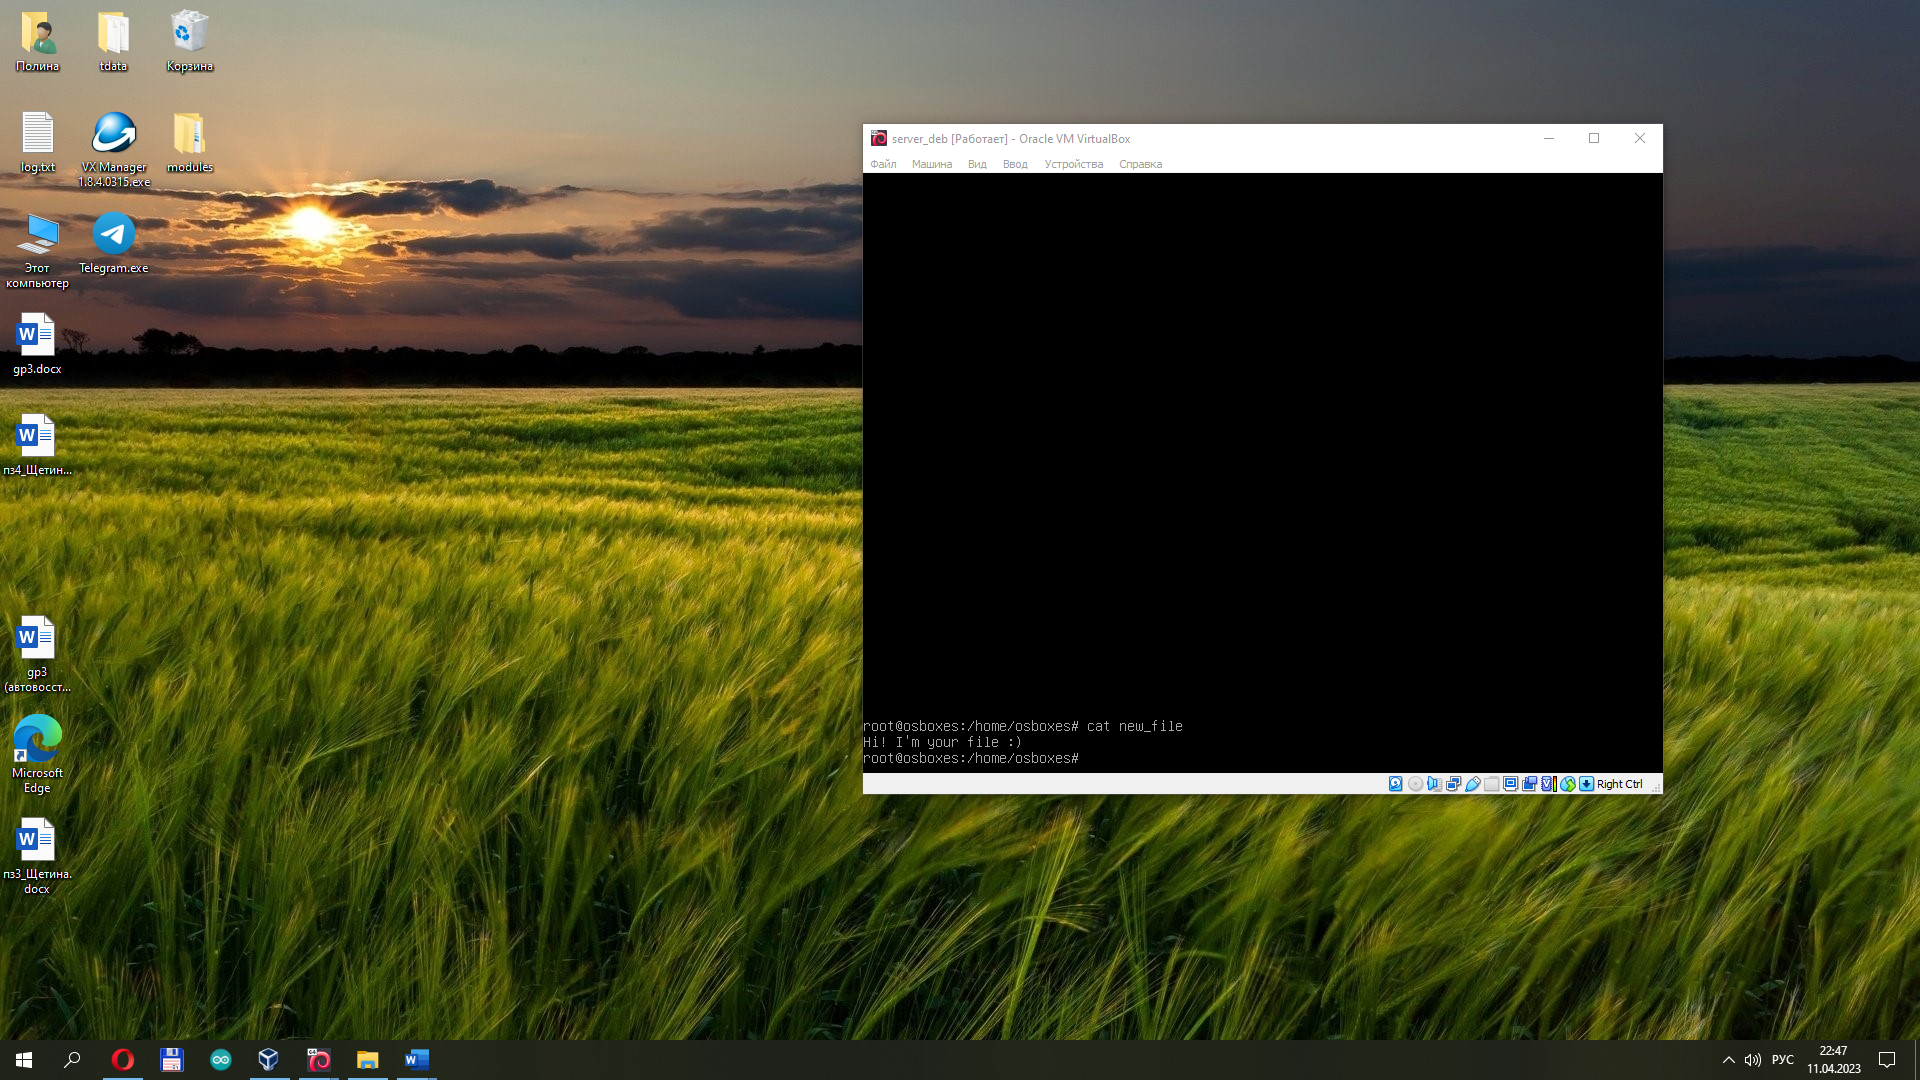 Полина
tdata
Корзина
log.txt
VX Manager
1.8.4.0315.exe
modules
Этот
компьютер
Telegram.exe
gp3.docx
пз4_Щетин...
gp3
(автовосст...
Microsoft
Edge
пз3_Щетина.
docx
server_deb [Работает] - Oracle VM VirtualBox
Файл Машина Вид Ввод Устройства Справка
root@osboxes:/home/osboxes# cat new_file
Hi! I'm your file :)
root@osboxes:/home/osboxes#
Right Ctrl
РУС
22:47
11.04.2023